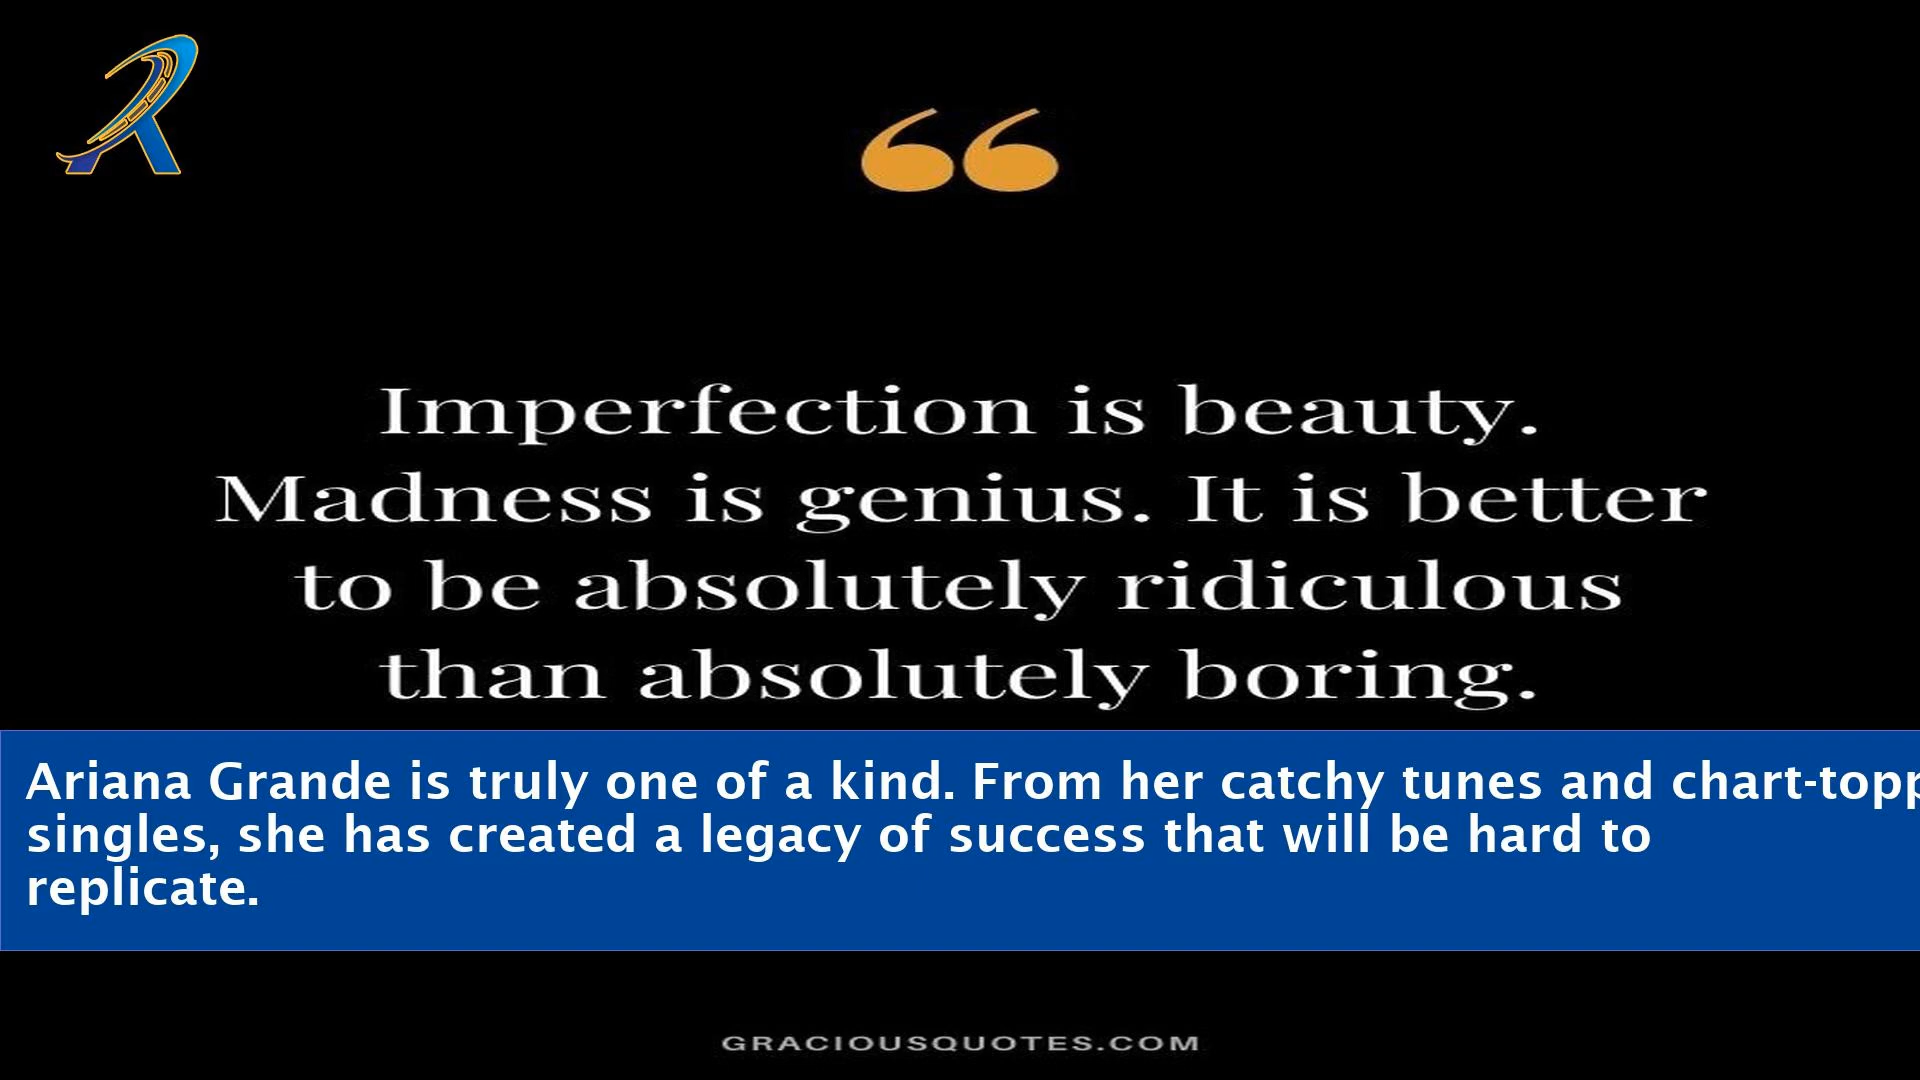 “
Imperfection is beauty.
Madness is genius. It is better
to be absolutely ridiculous
than absolutely boring.
Ariana Grande is truly one of a kind. From her catchy tunes and chart-topp
singles, she has created a legacy of success that will be hard to
replicate.
GRACIOUSQUOTES.COM